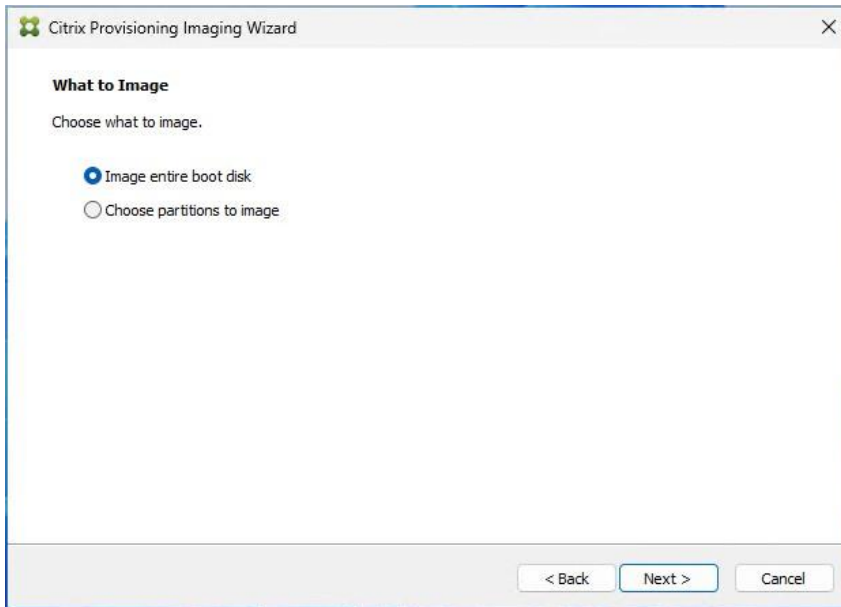 Citrix Provisioning Imaging Wizard
What to Image
Choose what to image.
Image entire boot disk
Choose partitions to image
< Back
Next >
Cancel